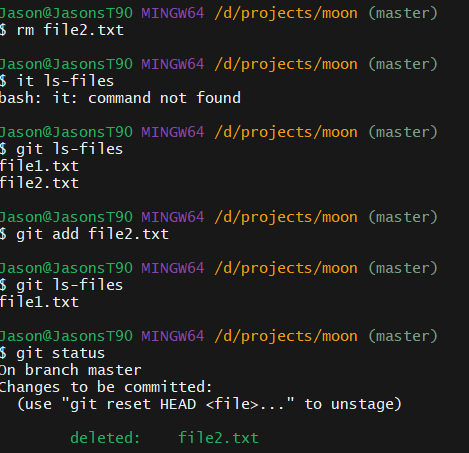 Jason@JasonsT90 MINGW64 /d/projects/moon (master)
$ rm file2.txt
Jason@JasonsT90 MINGW64 /d/projects/moon (master)
$ it ls-files
bash: it: command not found
Jason@JasonsT90 MINGW64 /d/projects/moon (master)
$ git ls-files
file1.txt
file2.txt
Jason@JasonsT90 MINGW64 /d/projects/moon (master)
$ git add file2.txt
Jason@JasonsT90 MINGW64 /d/projects/moon (master)
$ git ls-files
file1.txt
Jason@JasonsT90 MINGW64 /d/projects/moon (master)
$ git status
On branch master
Changes to be committed:
  (use "git reset HEAD <file>..." to unstage)
        deleted:    file2.txt